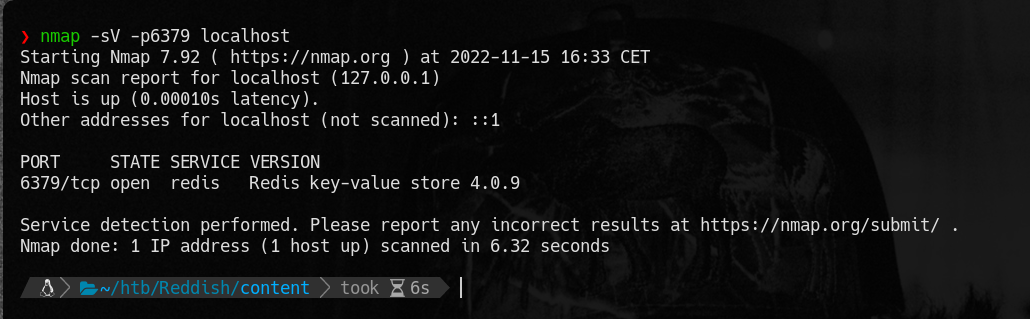 ❯ nmap -sV -p6379 localhost
Starting Nmap 7.92 ( https://nmap.org ) at 2022-11-15 16:33 CET
Nmap scan report for localhost (127.0.0.1)
Host is up (0.00010s latency).
Other addresses for localhost (not scanned): ::1
PORT     STATE SERVICE VERSION
6379/tcp open  redis   Redis key-value store 4.0.9
Service detection performed. Please report any incorrect results at https://nmap.org/submit/ .
Nmap done: 1 IP address (1 host up) scanned in 6.32 seconds
~/htb/Reddish/content took 6s